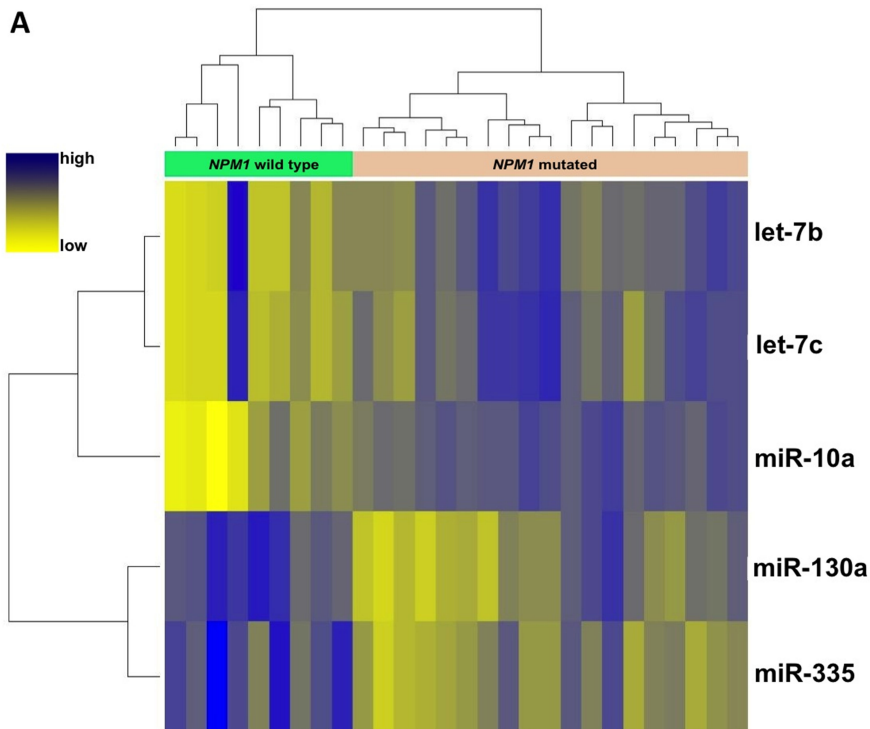 A
high
low
NPM1 wild type
NPM1 mutated
let-7b
let-7c
miR-10a
miR-130a
miR-335